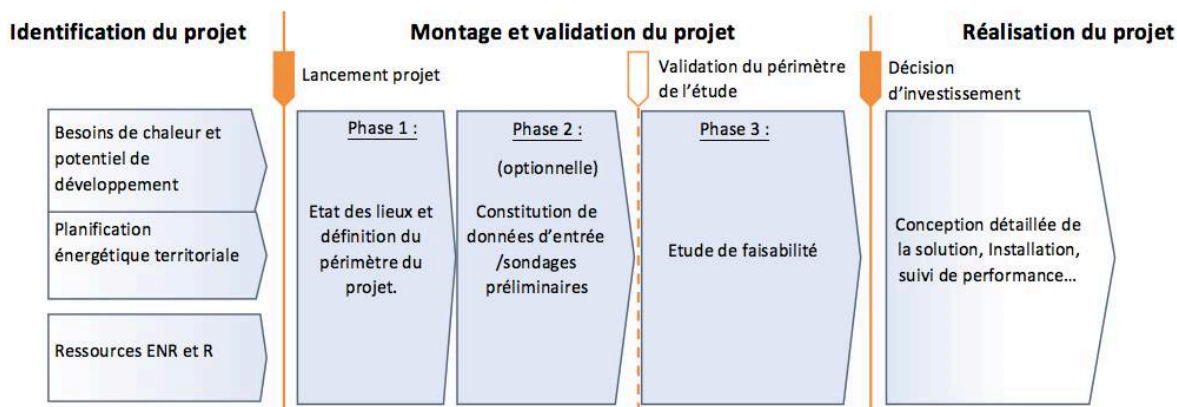 Identification du projet
Montage et validation du projet
Réalisation du projet
Lancement projet
Validation du périmètre
de l'étude
Décision
d'investissement
Besoins de chaleur et
potentiel de
développement
Planification
énergétique territoriale
Ressources ENR et R
Phase 1 :
Etat des lieux et
définition du
périmètre du
projet.
Phase 2 :
(optionnelle)
Constitution de
données d'entrée
/sondages
préliminaires
Phase 3 :
Etude de faisabilité
Conception détaillée de
la solution, Installation,
suivi de performance...